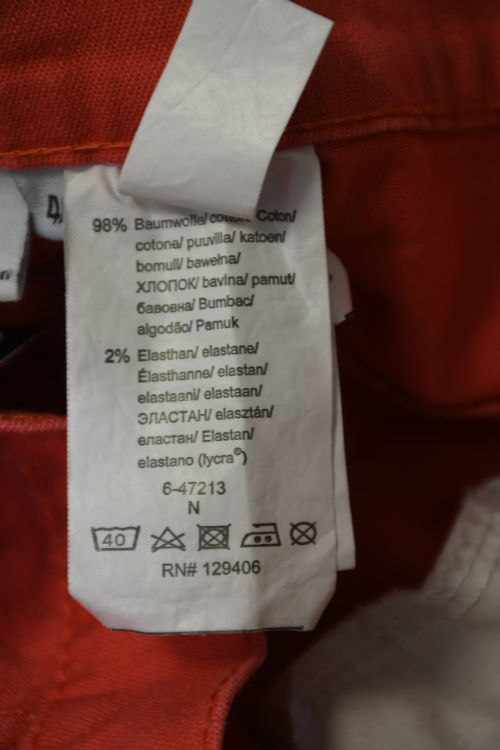 98% Baumwolle/ cotton/ Coton/
cotone/ puuvilla/ katoen/
bomull/ bawełna/
ХЛОПОК/ bavlna/ pamut/
бавовна/ Bumbac/
algodão/ Pamuk
2% Elasthan/ elastane/
Élasthanne/ elastan/
elastaani/ elastaan/
ЭЛАСТАН/ elasztán/
еластан/ Elastan/
elastano (lycra®)
6-47213
N
40
RN# 129406